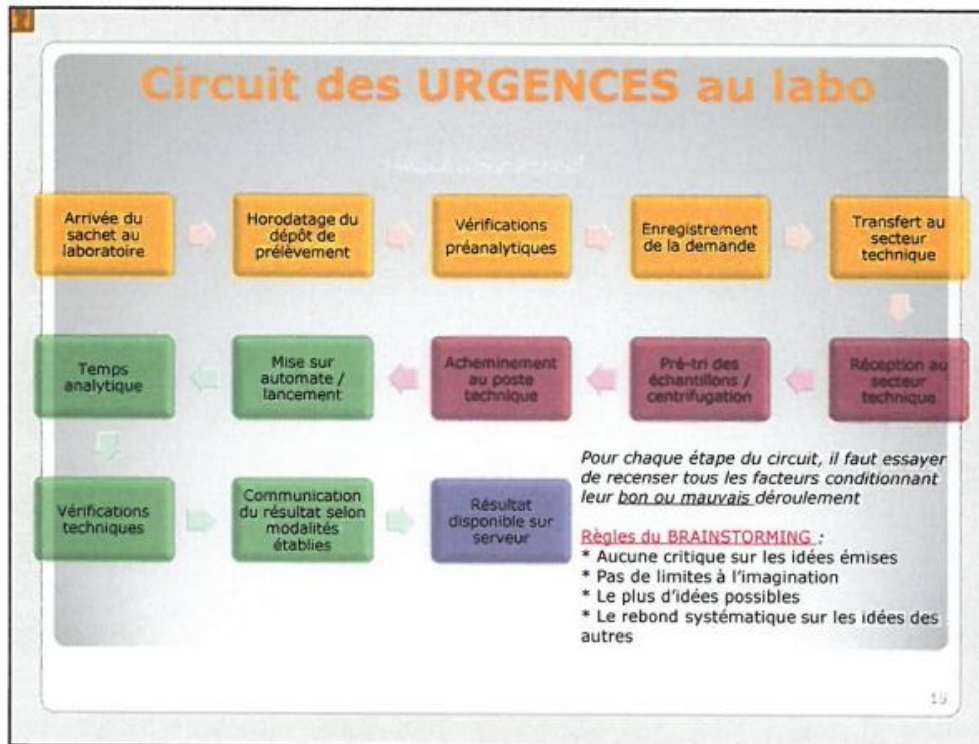 Circuit des URGENCES au labo
Arrivée du
sachet au
laboratoire
Horodatage du
dépôt de
prélèvement
Vérifications
préanalytiques
Enregistrement
de la demande
Transfert au
secteur
technique
Réception au
secteur
technique
Pré-tri des
échantillons /
centrifugation
Acheminement
au poste
technique
Mise sur
automate /
lancement
Temps
analytique
Vérifications
techniques
Communication
du résultat selon
modalités
établies
Résultat
disponible sur
serveur
Pour chaque étape du circuit, il faut essayer
de recenser tous les facteurs conditionnant
leur bon ou mauvais déroulement
Règles du BRAINSTORMING :
* Aucune critique sur les idées émises
* Pas de limites à l'imagination
* Le plus d'idées possibles
* Le rebond systématique sur les idées des
autres